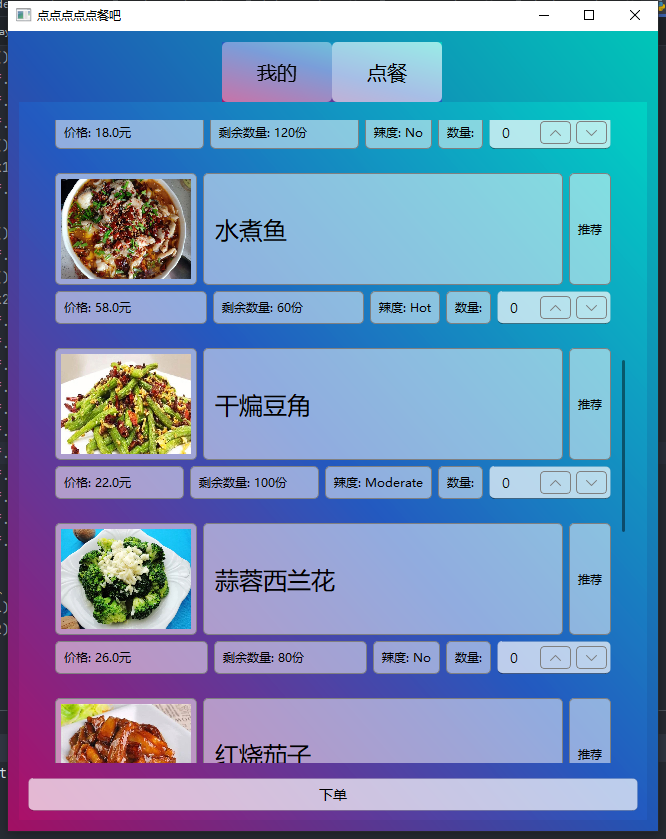 点点点点点餐吧
我的 点餐
价格: 18.0元 剩余数量: 120份 辣度: No 数量: 0
水煮鱼 推荐
价格: 58.0元 剩余数量: 60份 辣度: Hot 数量: 0
干煸豆角 推荐
价格: 22.0元 剩余数量: 100份 辣度: Moderate 数量: 0
蒜蓉西兰花 推荐
价格: 26.0元 剩余数量: 80份 辣度: No 数量: 0
红烧茄子 推荐
下单